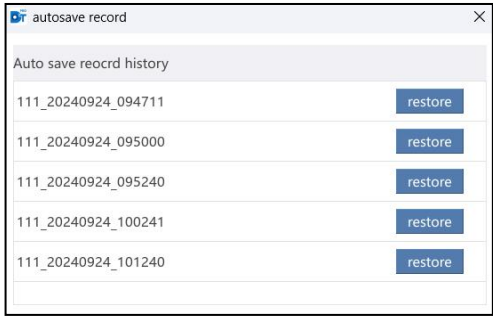 DT autosave record
Auto save reocrd history
111_20240924_094711 restore
111_20240924_095000 restore
111_20240924_095240 restore
111_20240924_100241 restore
111_20240924_101240 restore